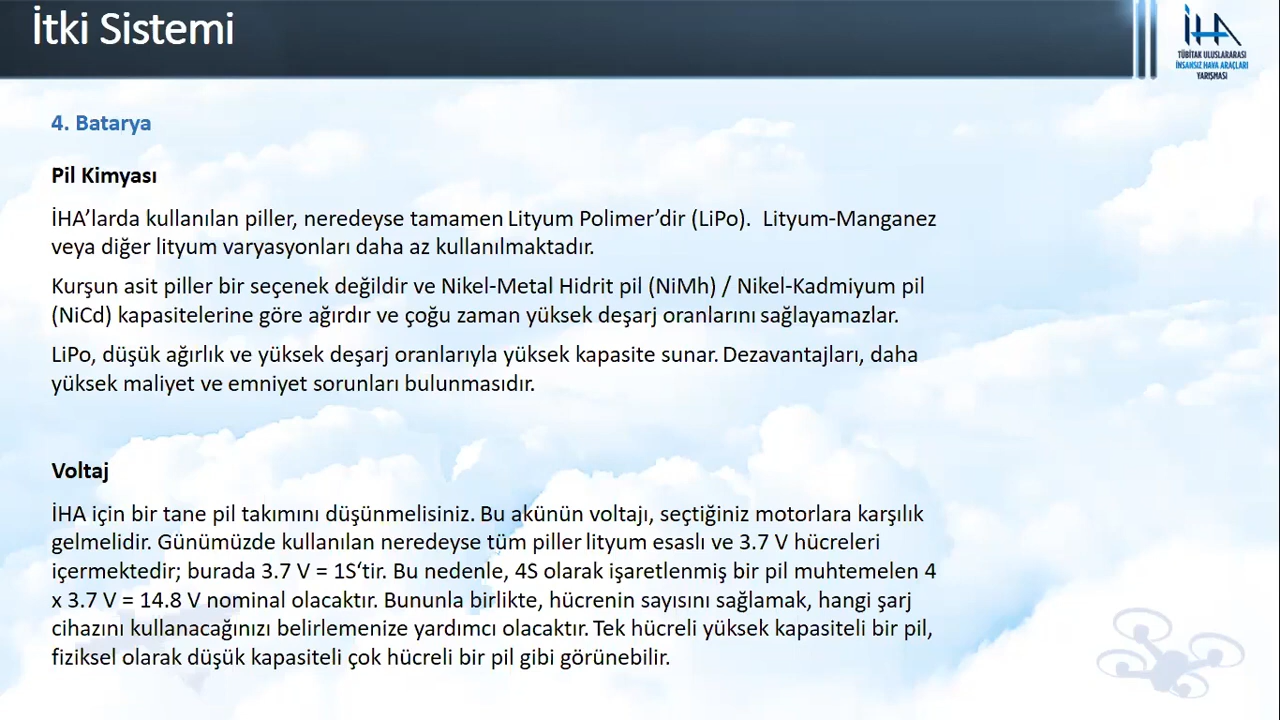 İtki Sistemi
İHA
TÜBİTAK ULUSLARARASI
İNSANSIZ HAVA ARAÇLARI
YARIŞMASI
4. Batarya
Pil Kimyası
İHA’larda kullanılan piller, neredeyse tamamen Lityum Polimer’dir (LiPo).  Lityum-Manganez
veya diğer lityum varyasyonları daha az kullanılmaktadır.
Kurşun asit piller bir seçenek değildir ve Nikel-Metal Hidrit pil (NiMh) / Nikel-Kadmiyum pil
(NiCd) kapasitelerine göre ağırdır ve çoğu zaman yüksek deşarj oranlarını sağlayamazlar.
LiPo, düşük ağırlık ve yüksek deşarj oranlarıyla yüksek kapasite sunar. Dezavantajları, daha
yüksek maliyet ve emniyet sorunları bulunmasıdır.
Voltaj
İHA için bir tane pil takımını düşünmelisiniz. Bu akünün voltajı, seçtiğiniz motorlara karşılık
gelmelidir. Günümüzde kullanılan neredeyse tüm piller lityum esaslı ve 3.7 V hücreleri
içermektedir; burada 3.7 V = 1S‘tir. Bu nedenle, 4S olarak işaretlenmiş bir pil muhtemelen 4
x 3.7 V = 14.8 V nominal olacaktır. Bununla birlikte, hücrenin sayısını sağlamak, hangi şarj
cihazını kullanacağınızı belirlemenize yardımcı olacaktır. Tek hücreli yüksek kapasiteli bir pil,
fiziksel olarak düşük kapasiteli çok hücreli bir pil gibi görünebilir.